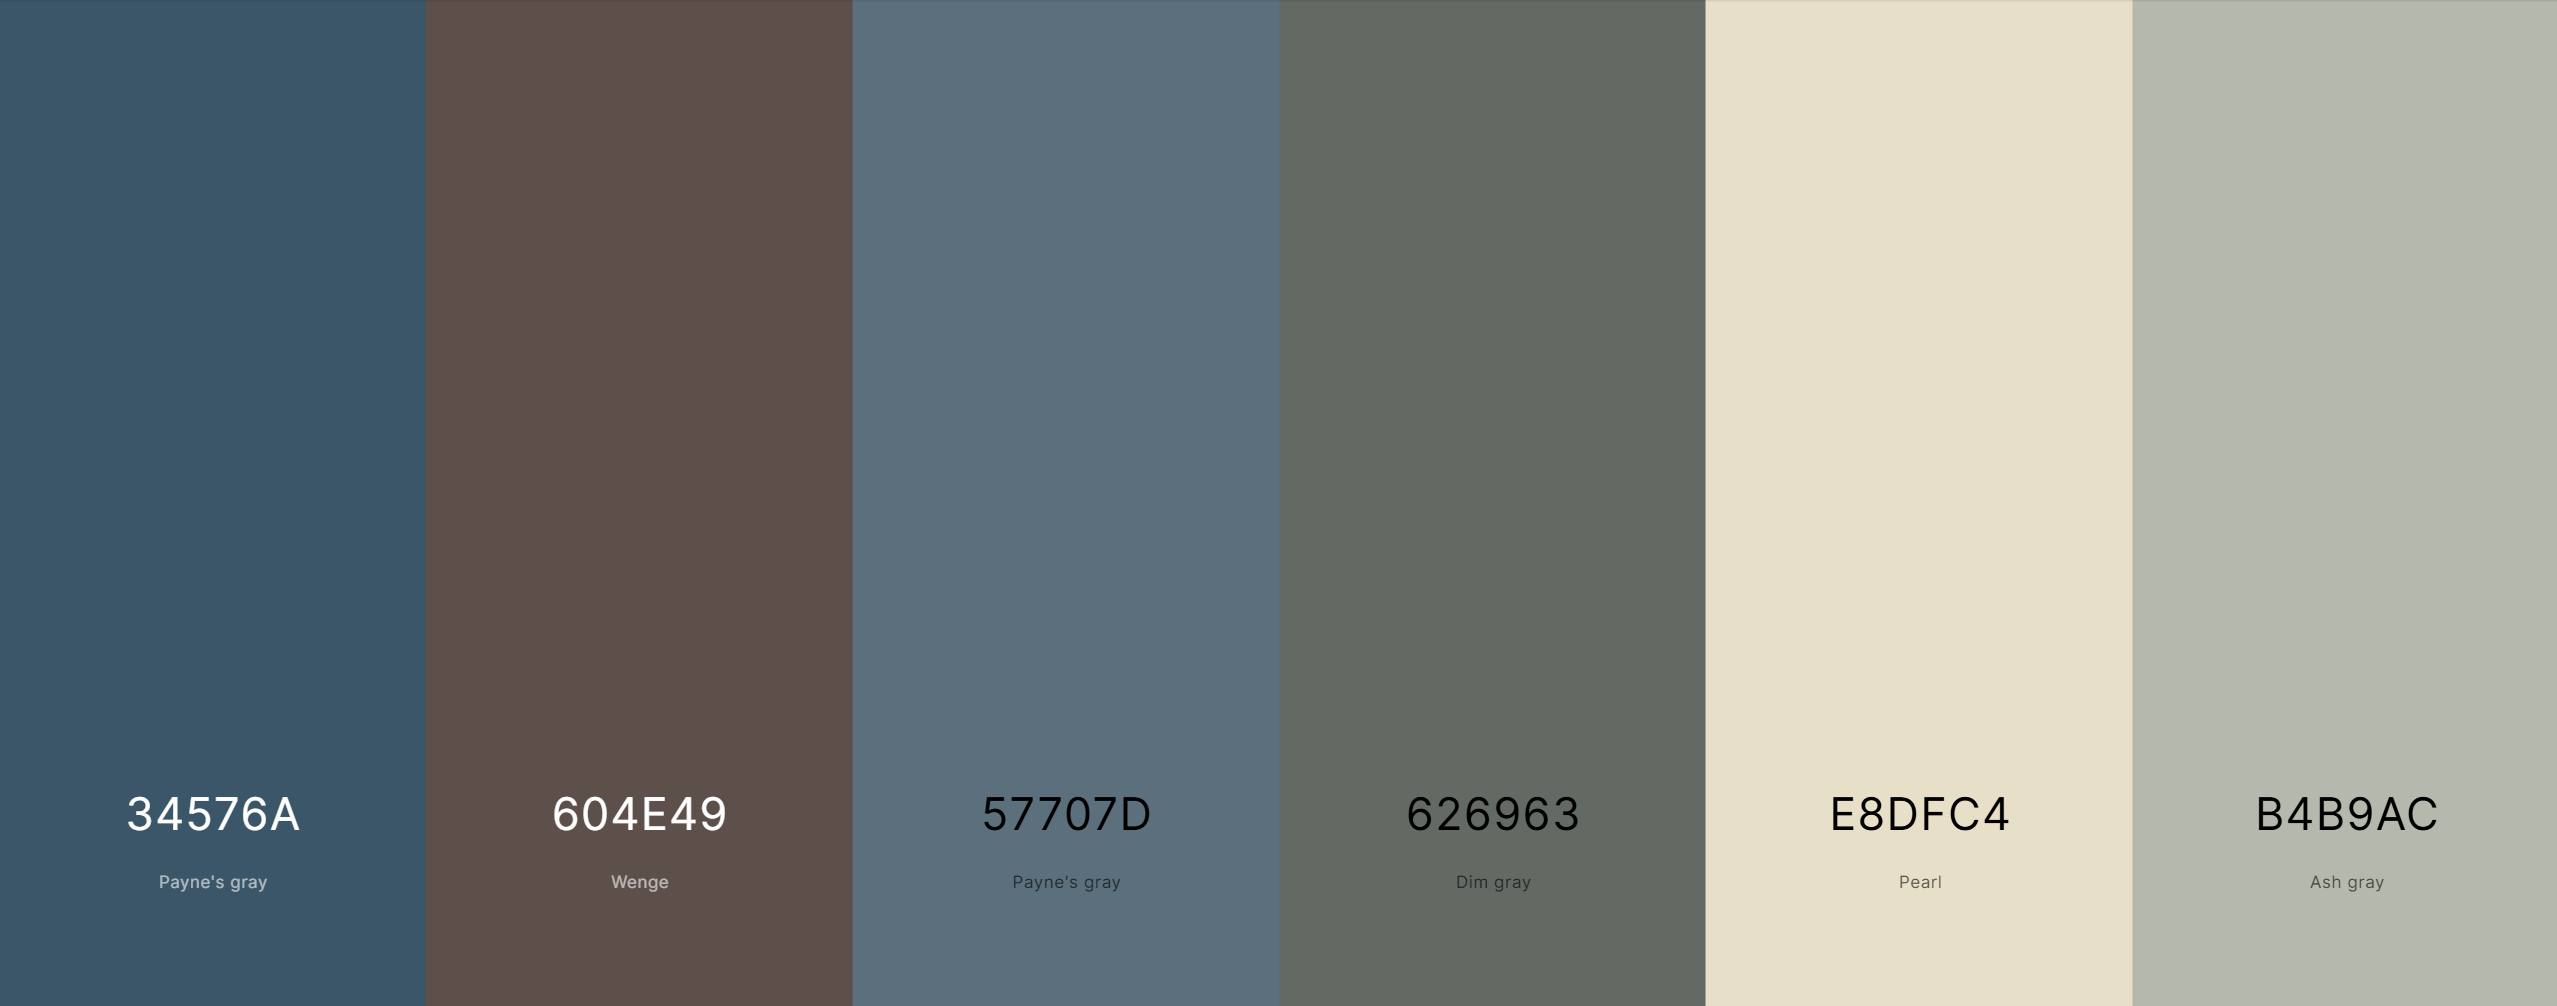 34576A
Payne's gray
604E49
Wenge
57707D
Payne's gray
626963
Dim gray
E8DFC4
Pearl
B4B9AC
Ash gray